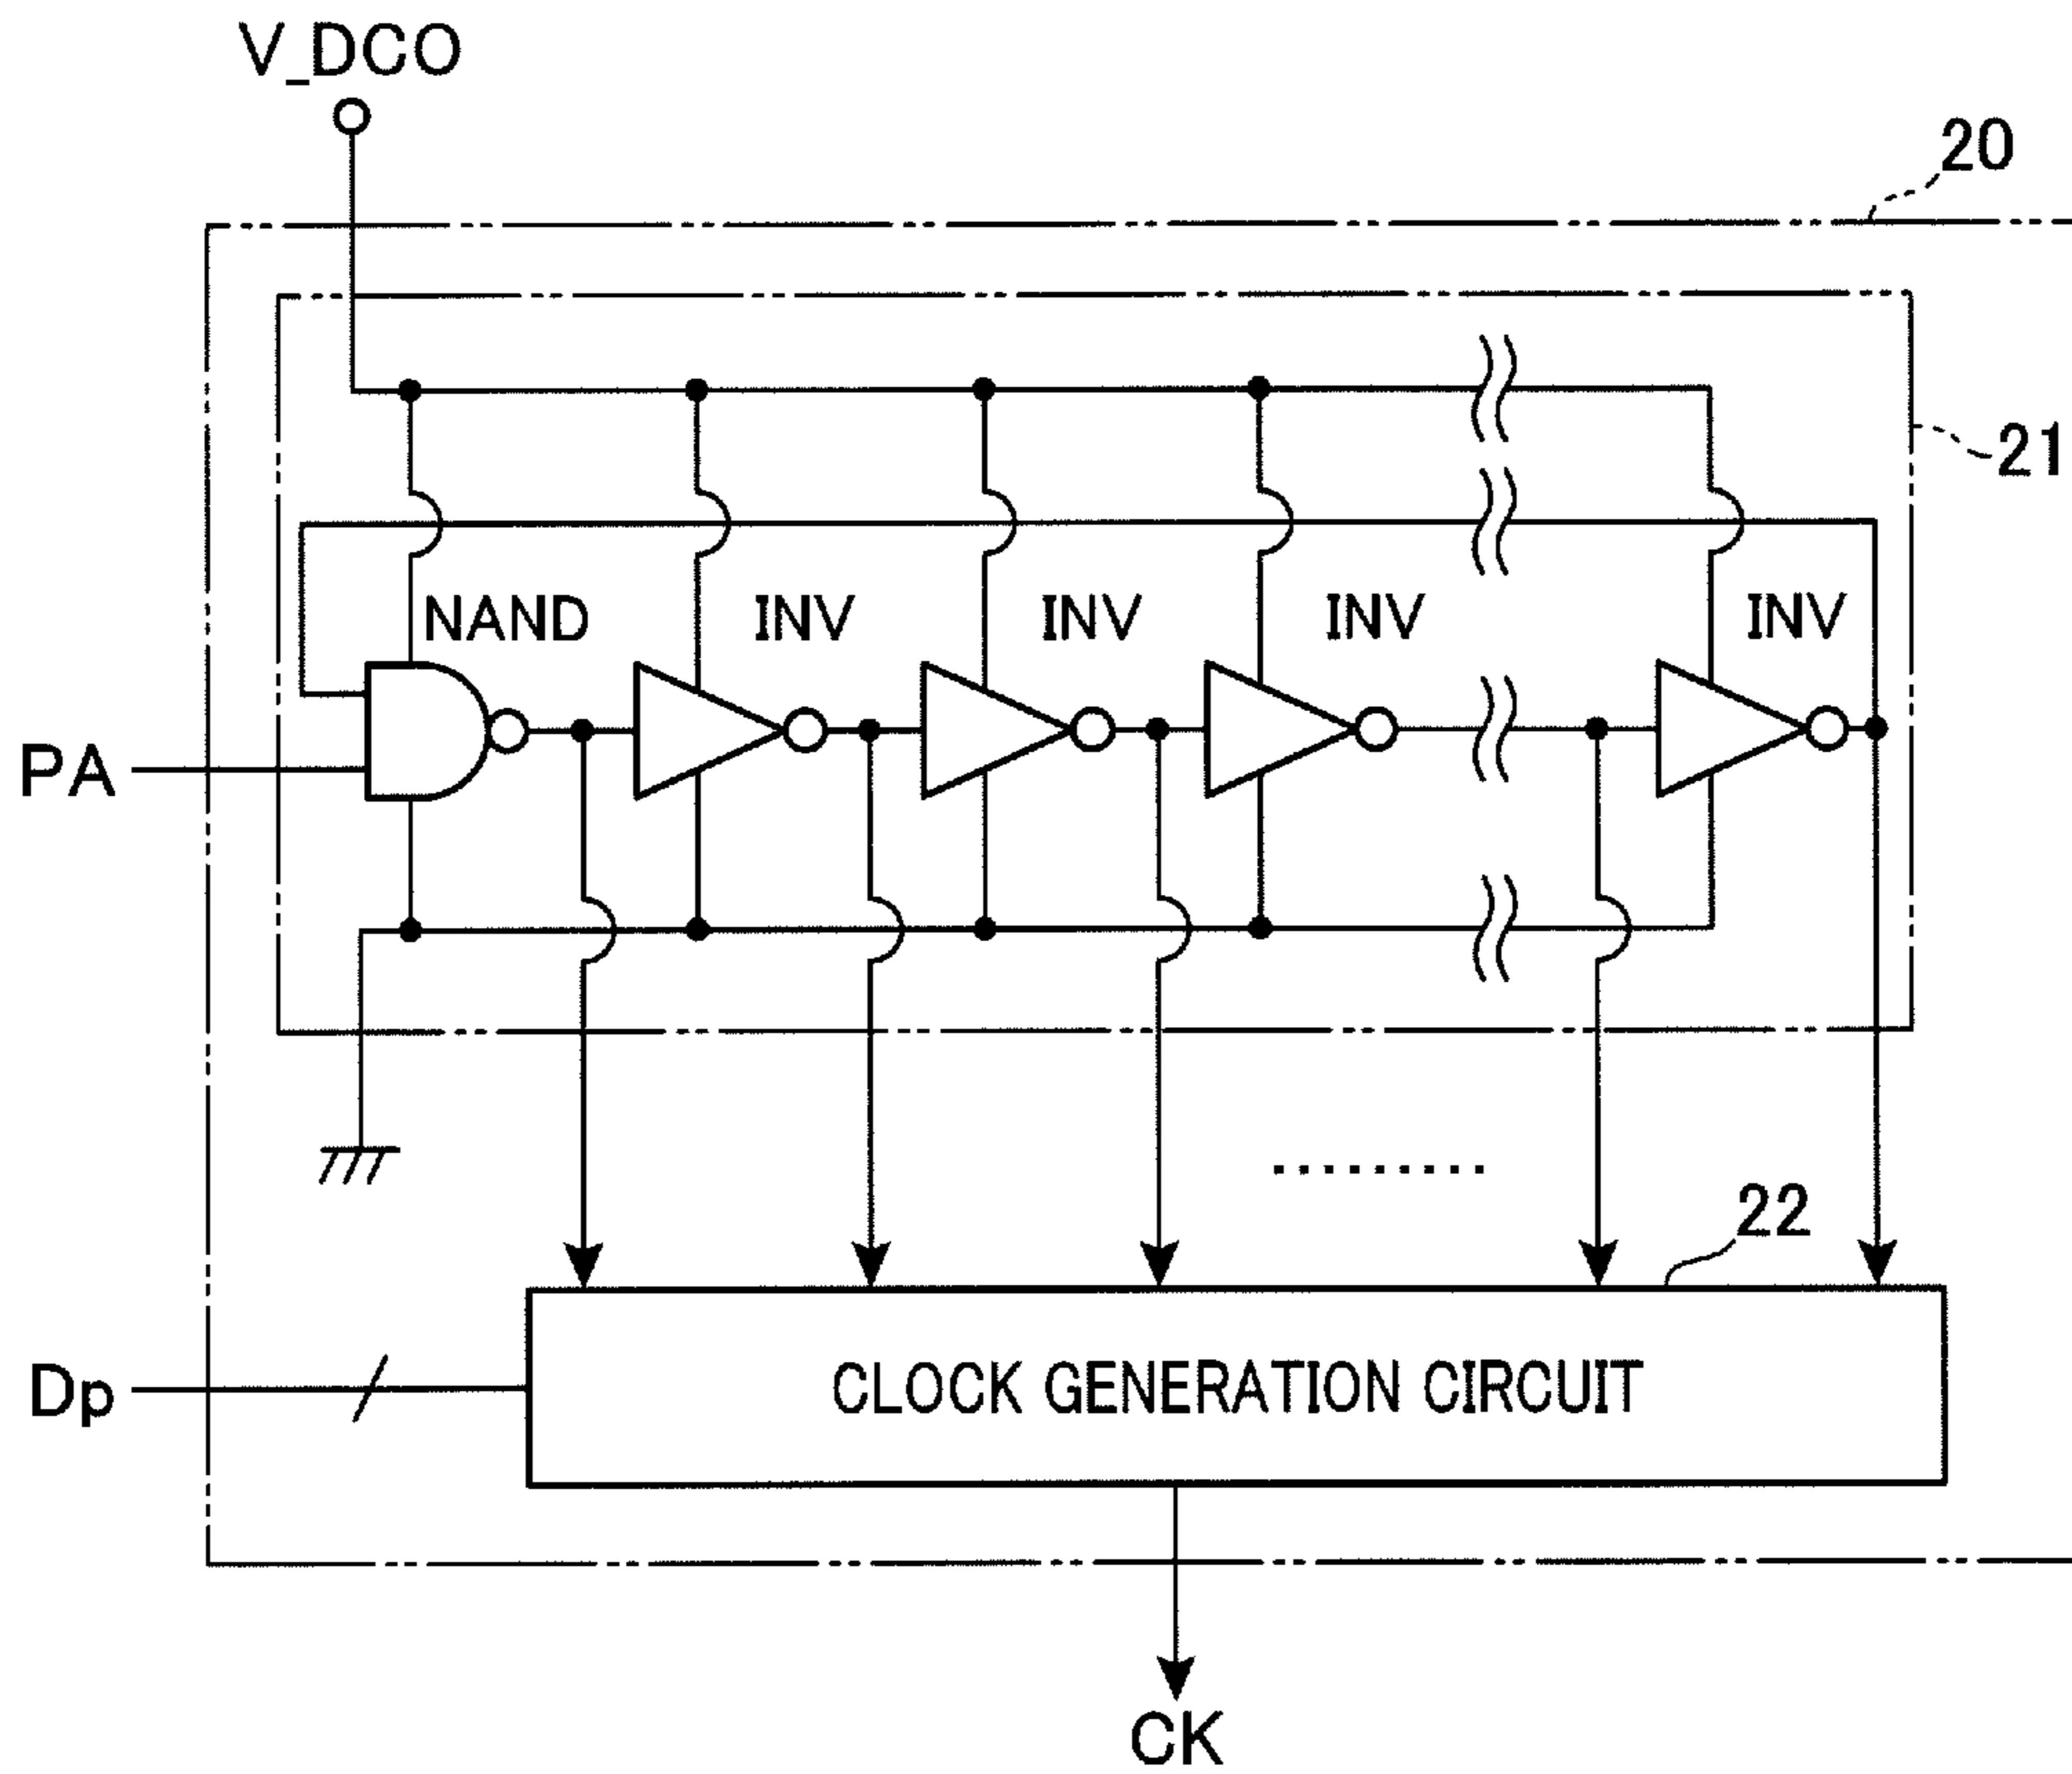 V_DCO
20
21
NAND
INV
INV
INV
INV
PA
22
Dp
CLOCK GENERATION CIRCUIT
CK